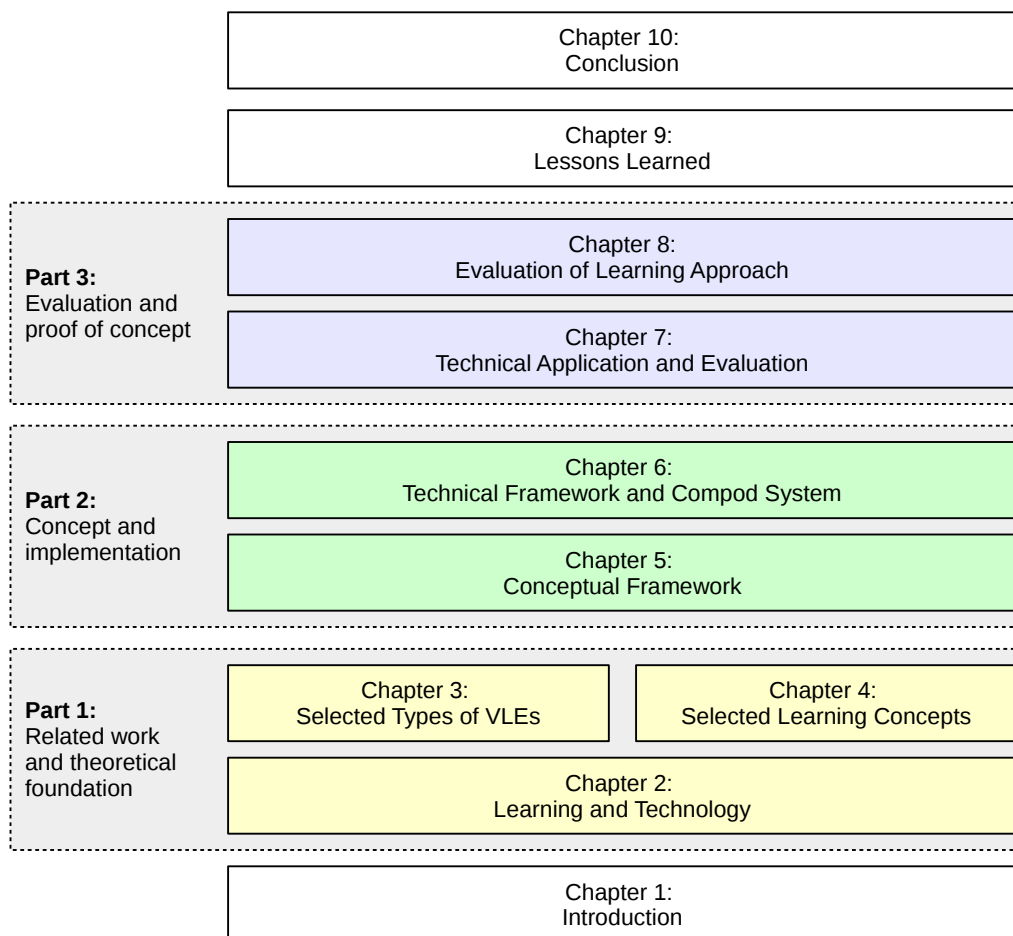 Chapter 10:
Conclusion
Chapter 9:
Lessons Learned
Part 3:
Evaluation and
proof of concept
Chapter 8:
Evaluation of Learning Approach
Chapter 7:
Technical Application and Evaluation
Part 2:
Concept and
implementation
Chapter 6:
Technical Framework and Compod System
Chapter 5:
Conceptual Framework
Part 1:
Related work
and theoretical
foundation
Chapter 3:
Selected Types of VLEs
Chapter 4:
Selected Learning Concepts
Chapter 2:
Learning and Technology
Chapter 1:
Introduction